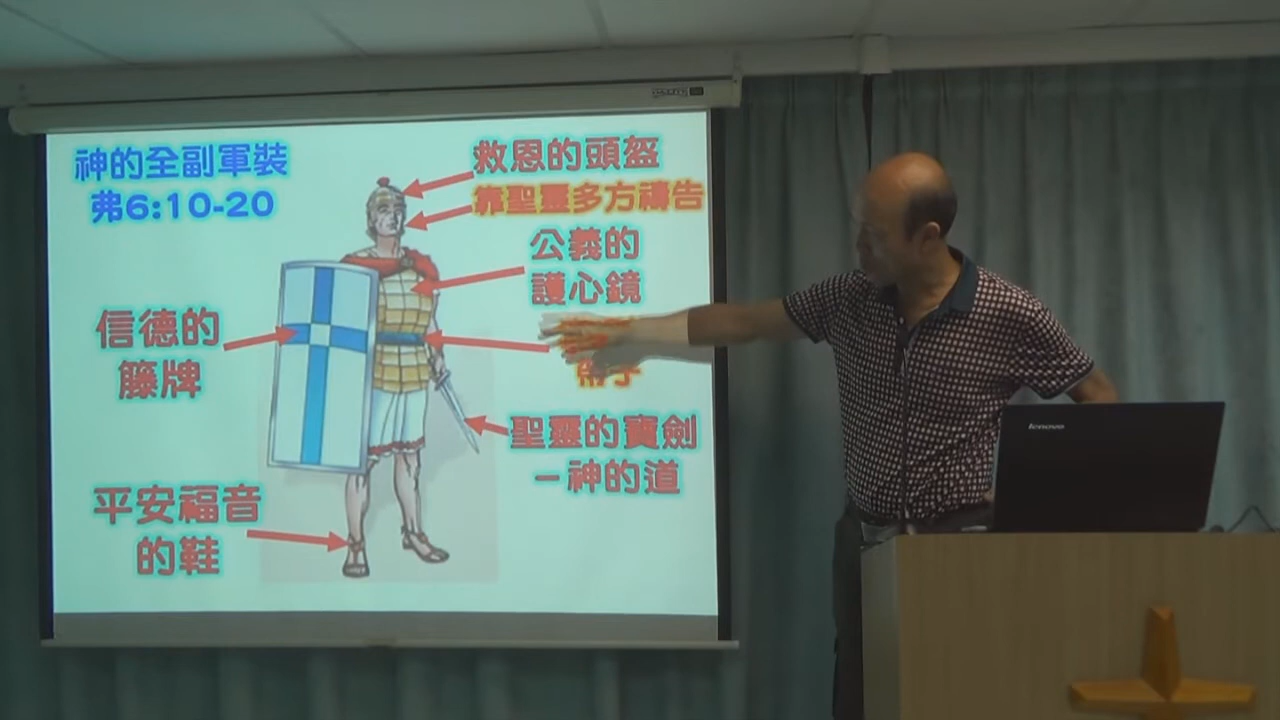 神的全副軍裝
弗6:10-20
救恩的頭盔
靠聖靈多方禱告
公義的
護心鏡
信德的
籐牌
帶子
聖靈的寶劍
－神的道
平安福音
的鞋
lenovo